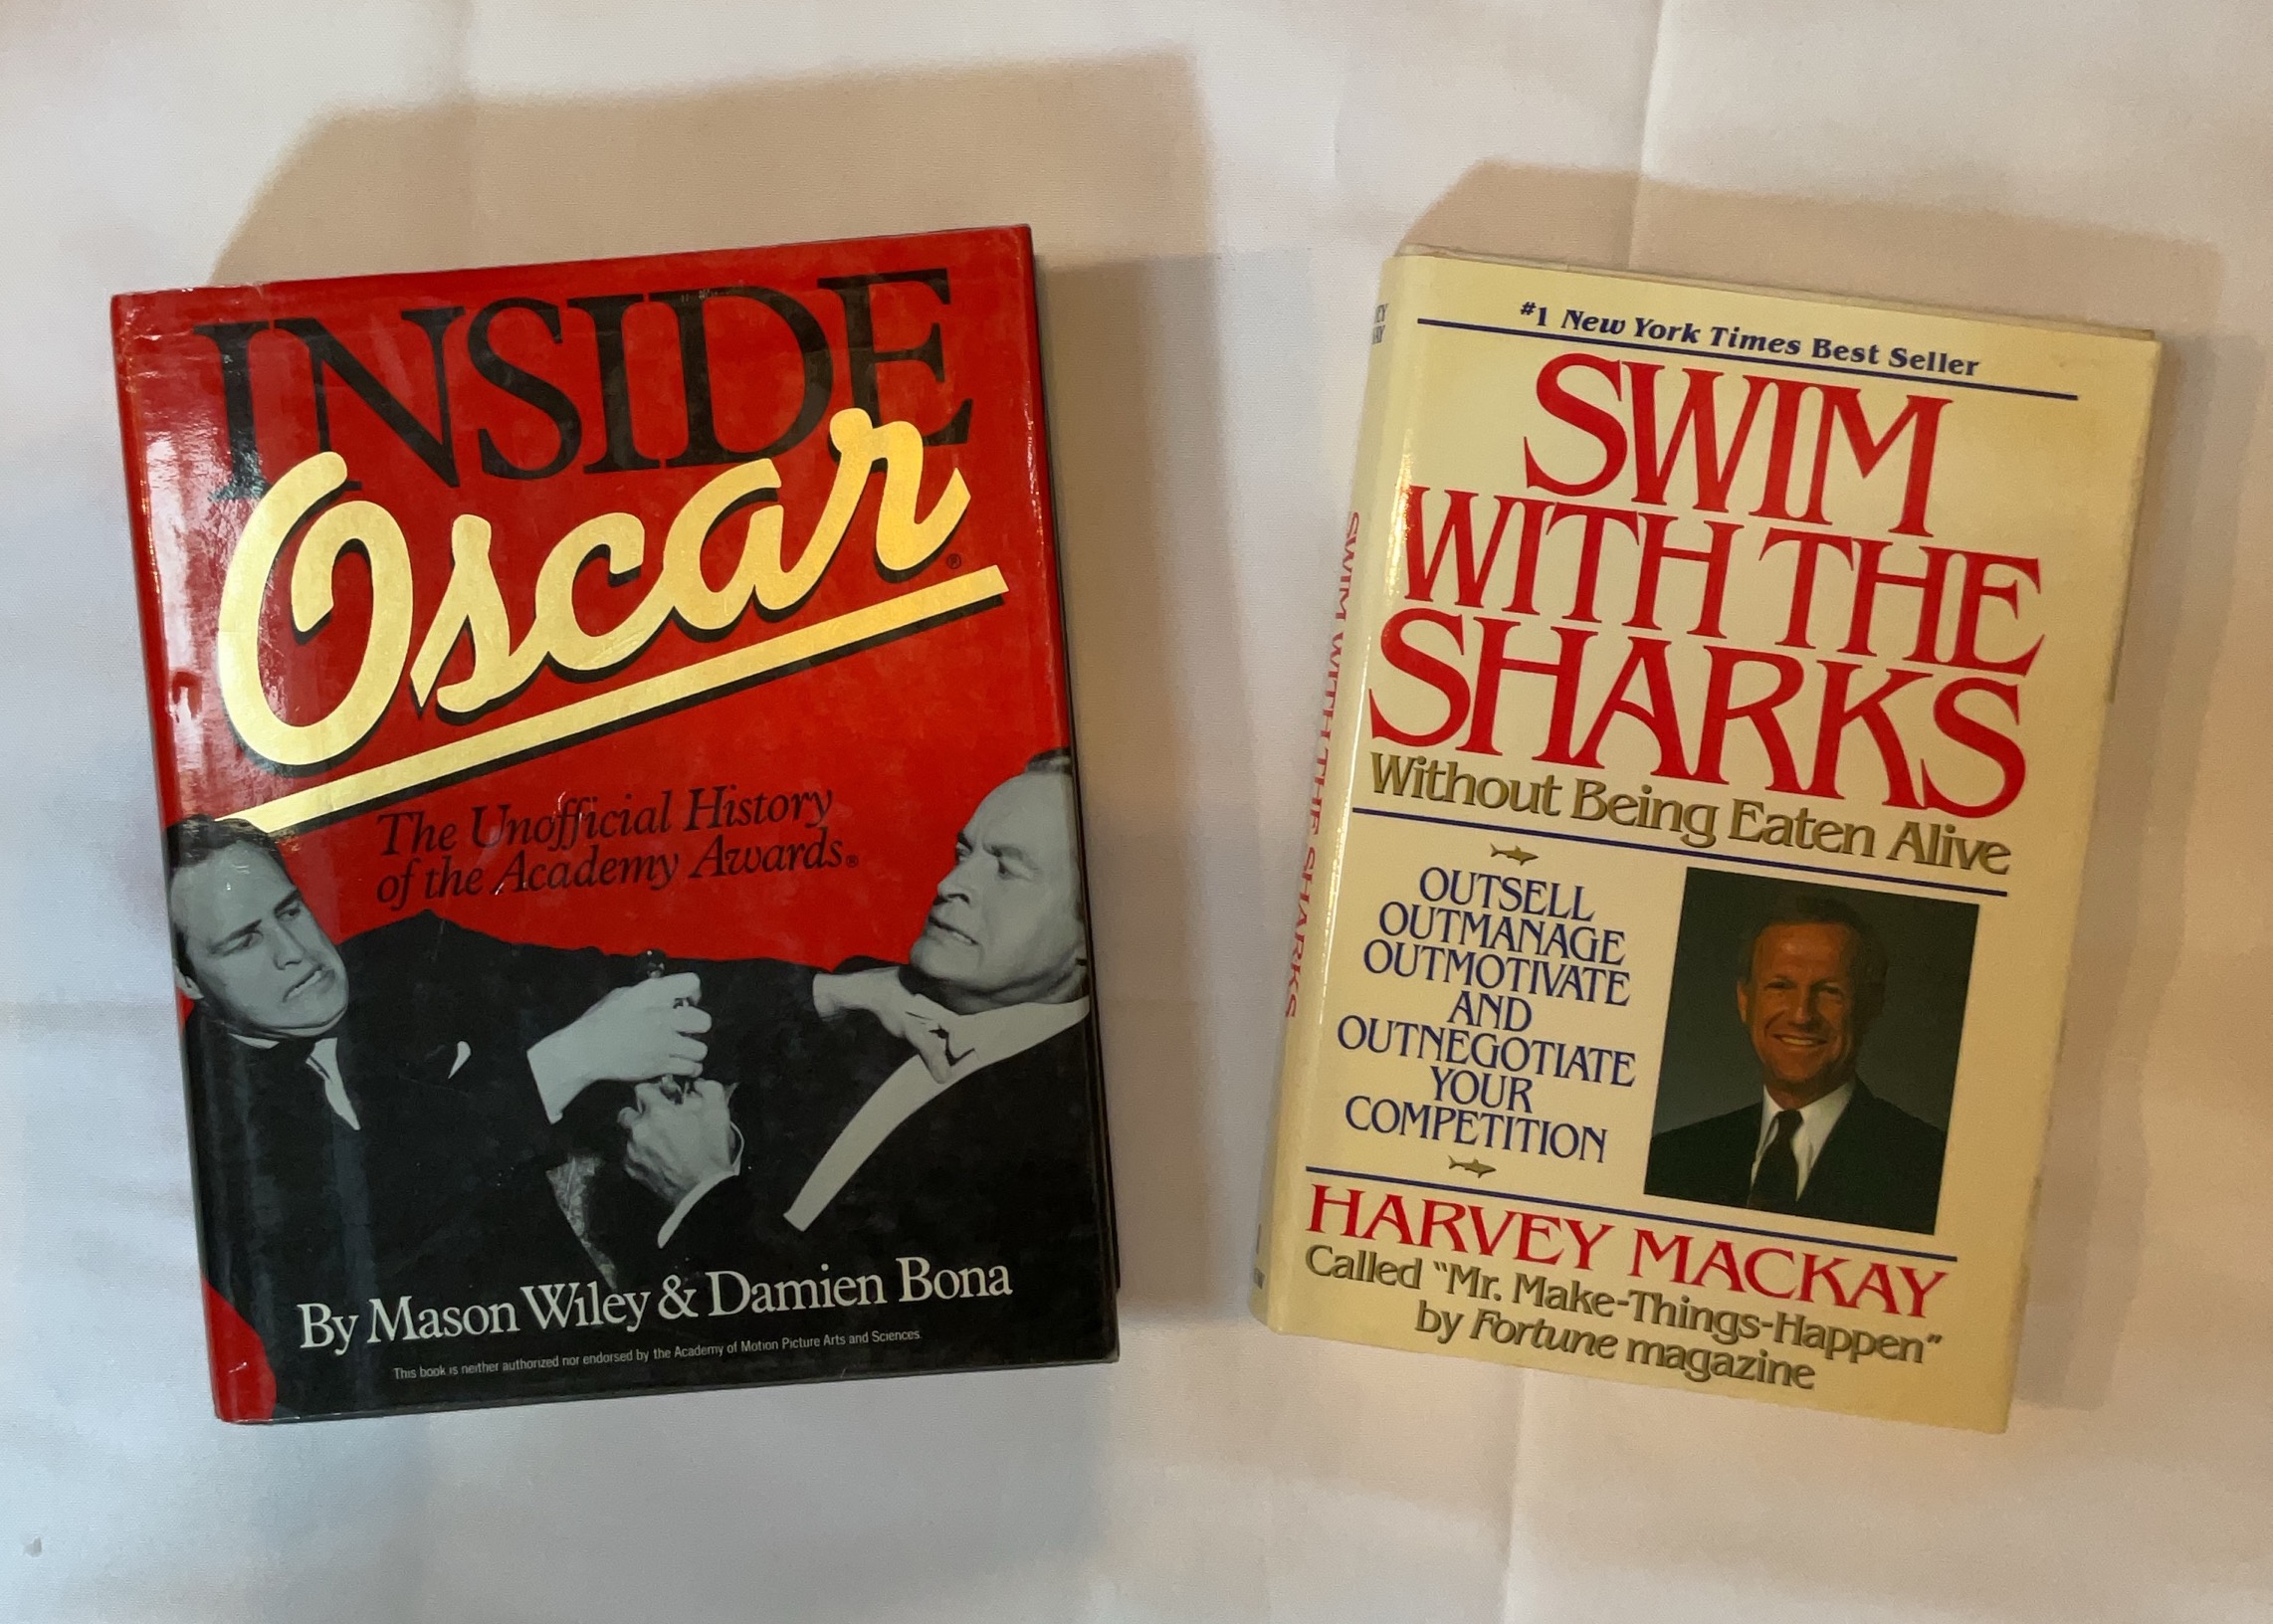 INSIDE
Oscar®
The Unofficial History
of the Academy Awards®
By Mason Wiley & Damien Bona
This book is neither authorized nor endorsed by the Academy of Motion Picture Arts and Sciences.
SWIM WITH THE SHARKS
#1 New York Times Best Seller
SWIM
WITH THE
SHARKS
Without Being Eaten Alive
OUTSELL
OUTMANAGE
OUTMOTIVATE
AND
OUTNEGOTIATE
YOUR
COMPETITION
HARVEY MACKAY
Called “Mr. Make-Things-Happen”
by Fortune magazine